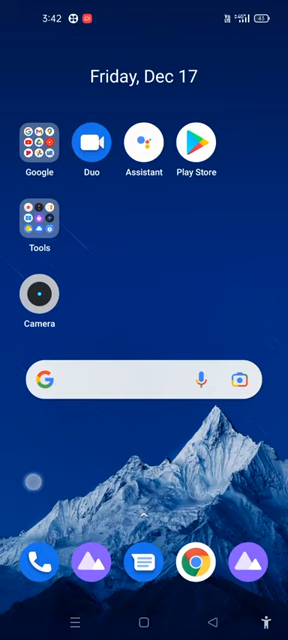 3:42
Friday, Dec 17
Google
Duo
Assistant
Play Store
Tools
Camera